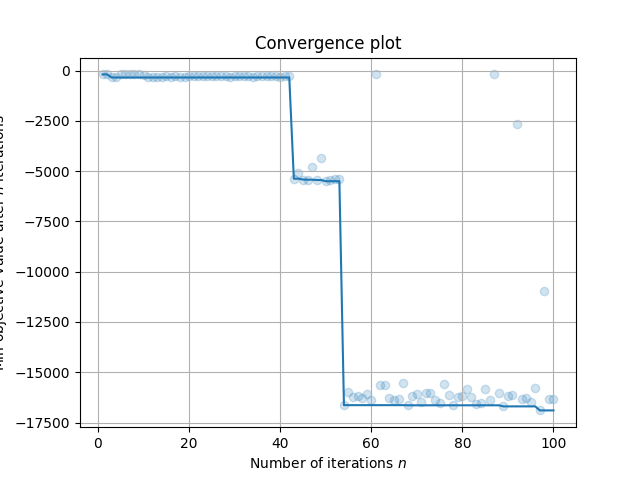 Convergence plot
Min objective value after n iterations
0
−2500
−5000
−7500
−10000
−12500
−15000
−17500
0 20 40 60 80 100
Number of iterations n